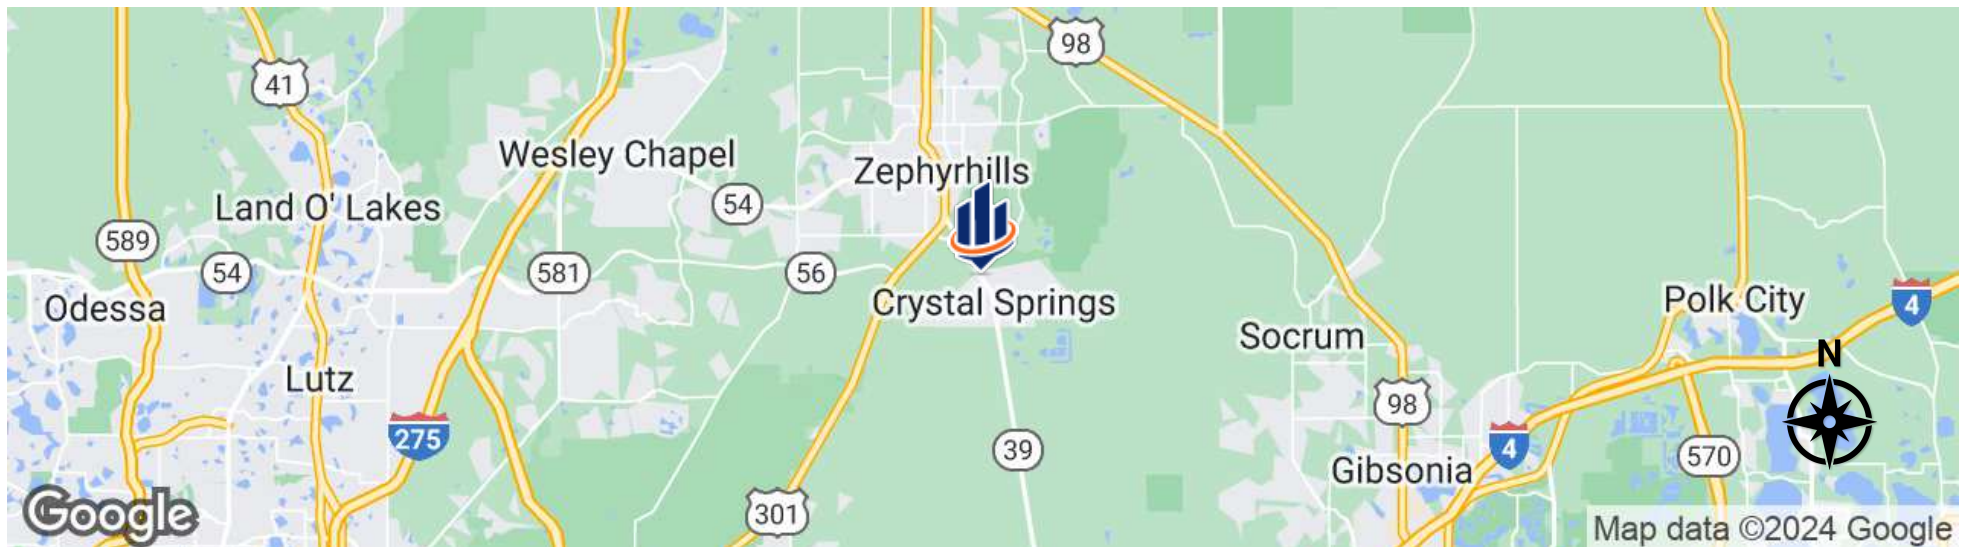 98
41
Wesley Chapel
Zephyrhills
54
Land O' Lakes
589
54
581
56
Odessa
Crystal Springs
Polk City
4
Socrum
N
Lutz
98
275
39
4
570
Gibsonia
301
Google
Map data ©2024 Google